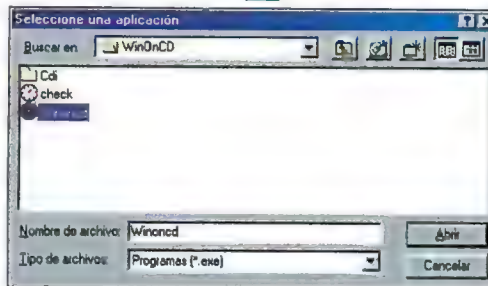 Seleccione una aplicación
Buscar en: WinOnCD
Cdi
check
Nombre de archivo: Winoncd
Abrir
Tipo de archivos: Programas (*.exe)
Cancelar